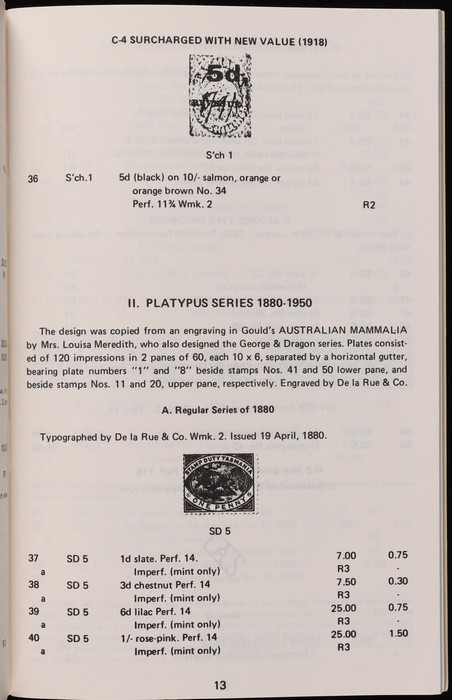 C-4 SURCHARGED WITH NEW VALUE (1918)
5d.
S'ch 1
36 S'ch.1 5d (black) on 10/- salmon, orange or
orange brown No. 34
Perf. 11¾ Wmk. 2 R2
II. PLATYPUS SERIES 1880-1950
The design was copied from an engraving in Gould's AUSTRALIAN MAMMALIA
by Mrs. Louisa Meredith, who also designed the George & Dragon series. Plates consist-
ed of 120 impressions in 2 panes of 60, each 10 x 6, separated by a horizontal gutter,
bearing plate numbers "1" and "8" beside stamps Nos. 41 and 50 lower pane, and
beside stamps Nos. 11 and 20, upper pane, respectively. Engraved by De la Rue & Co.
A. Regular Series of 1880
Typographed by De la Rue & Co. Wmk. 2. Issued 19 April, 1880.
STAMP DUTY TASMANIA
ONE PENNY
SD 5
37 SD 5 1d slate. Perf. 14. 7.00 0.75
a Imperf. (mint only) R3 -
38 SD 5 3d chestnut Perf. 14 7.50 0.30
a Imperf. (mint only) R3 -
39 SD 5 6d lilac Perf. 14. 25.00 0.75
a Imperf. (mint only) R3 -
40 SD 5 1/- rose-pink. Perf. 14 25.00 1.50
a Imperf. (mint only) R3
13